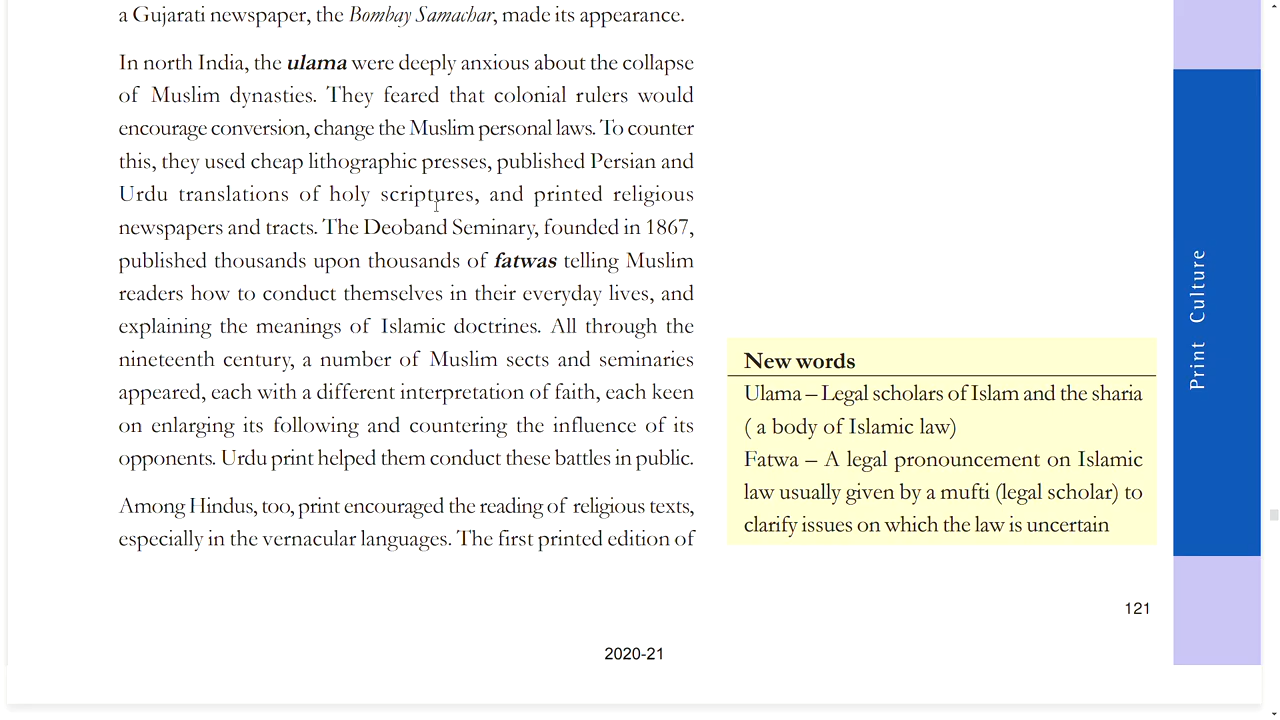 a Gujarati newspaper, the Bombay Samachar, made its appearance.
In north India, the ulama were deeply anxious about the collapse
of Muslim dynasties. They feared that colonial rulers would
encourage conversion, change the Muslim personal laws. To counter
this, they used cheap lithographic presses, published Persian and
Urdu translations of holy scriptures, and printed religious
newspapers and tracts. The Deoband Seminary, founded in 1867,
published thousands upon thousands of fatwas telling Muslim
readers how to conduct themselves in their everyday lives, and
explaining the meanings of Islamic doctrines. All through the
nineteenth century, a number of Muslim sects and seminaries
appeared, each with a different interpretation of faith, each keen
on enlarging its following and countering the influence of its
opponents. Urdu print helped them conduct these battles in public.
Among Hindus, too, print encouraged the reading of religious texts,
especially in the vernacular languages. The first printed edition of
New words
Ulama – Legal scholars of Islam and the sharia
( a body of Islamic law)
Fatwa – A legal pronouncement on Islamic
law usually given by a mufti (legal scholar) to
clarify issues on which the law is uncertain
Print Culture
121
2020-21